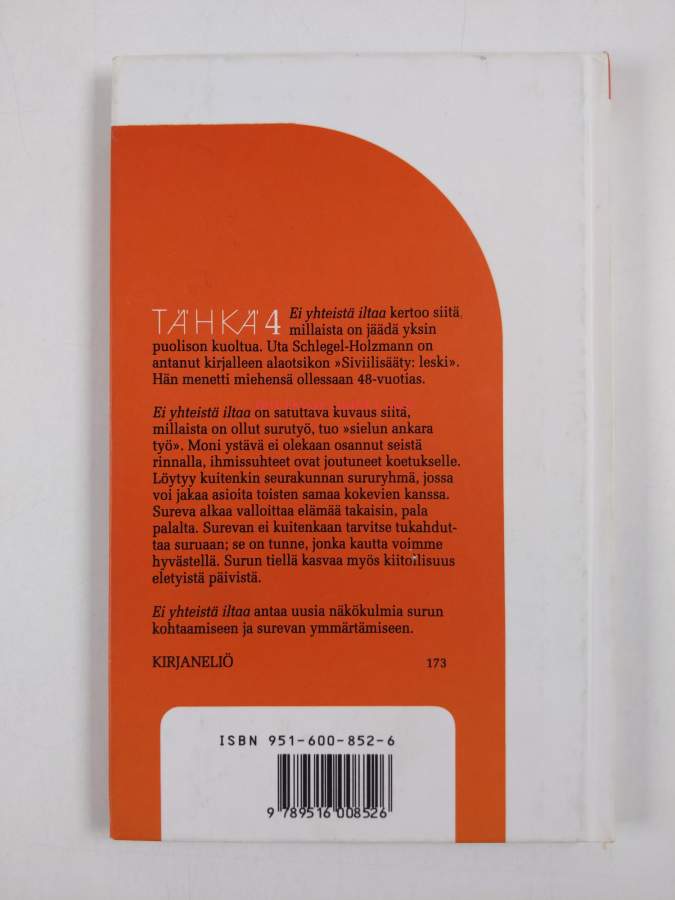 TÄHKÄ 4 Ei yhteistä iltaa kertoo siitä,
millaista on jäädä yksin
puolison kuoltua. Uta Schlegel-Holzmann on
antanut kirjalleen alaotsikon »Siviilisääty: leski».
Hän menetti miehensä ollessaan 48-vuotias.
Ei yhteistä iltaa on satuttava kuvaus siitä,
millaista on ollut surutyö, tuo »sielun ankara
työ». Moni ystävä ei olekaan osannut seistä
rinnalla, ihmissuhteet ovat joutuneet koetukselle.
Löytyy kuitenkin seurakunnan sururyhmä, jossa
voi jakaa asioita toisten samaa kokevien kanssa.
Sureva alkaa valloittaa elämää takaisin, pala
palalta. Surevan ei kuitenkaan tarvitse tukahdut-
taa suruaan; se on tunne, jonka kautta voimme
hyvästellä. Surun tiellä kasvaa myös kiitollisuus
eletyistä päivistä.
Ei yhteistä iltaa antaa uusia näkökulmia surun
kohtaamiseen ja surevan ymmärtämiseen.
KIRJANELIÖ 173
ISBN 951-600-852-6
9 789516 008526